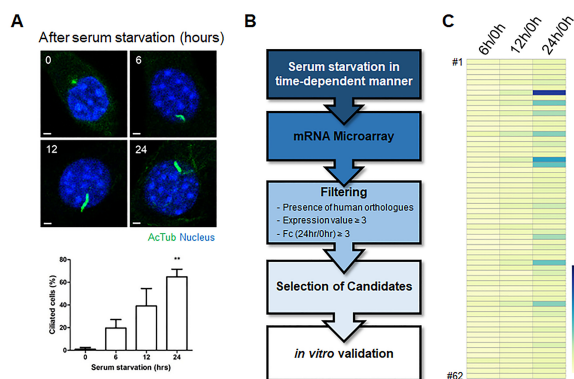 A
After serum starvation (hours)
0
6
12
24
AcTub Nucleus
Ciliated cells (%)
80
60
40
20
0
**
0 6 12 24
Serum starvation (hrs)
B
Serum starvation in
time-dependent manner
mRNA Microarray
Filtering
- Presence of human orthologues
- Expression value ≥ 3
- Fc (24hr/0hr) ≥ 3
Selection of Candidates
in vitro validation
C
6h/0h
12h/0h
24h/0h
#1
#62